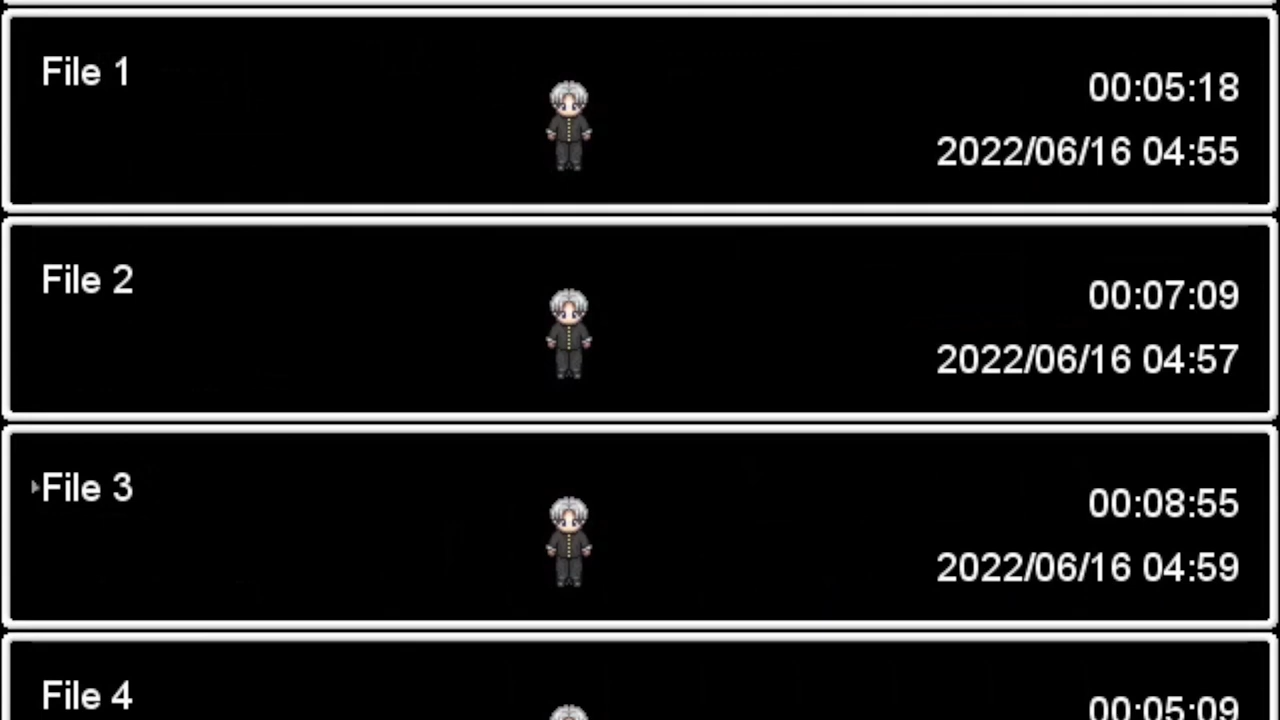 File 1
00:05:18
2022/06/16 04:55
File 2
00:07:09
2022/06/16 04:57
File 3
00:08:55
2022/06/16 04:59
File 4
00:05:09